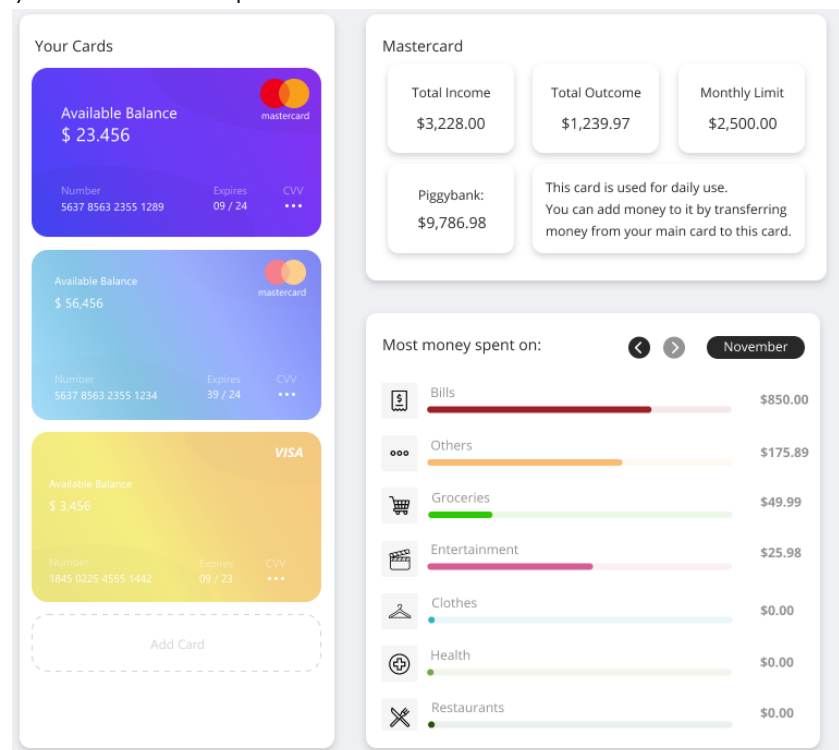 Your Cards
mastercard
Available Balance
$ 23.456
Number Expires CVV
5637 8563 2355 1289 09 / 24
mastercard
Available Balance
$ 56,456
Number Expires CVV
5637 8563 2355 1234 39 / 24
VISA
Available Balance
$ 3,456
Number Expires CVV
1845 0225 4555 1442 09 / 23
Add Card
Mastercard
Total Income
$3,228.00
Total Outcome
$1,239.97
Monthly Limit
$2,500.00
Piggybank:
$9,786.98
This card is used for daily use.
You can add money to it by transferring
money from your main card to this card.
Most money spent on:
November
Bills
$850.00
Others
$175.89
Groceries
$49.99
Entertainment
$25.98
Clothes
$0.00
Health
$0.00
Restaurants
$0.00